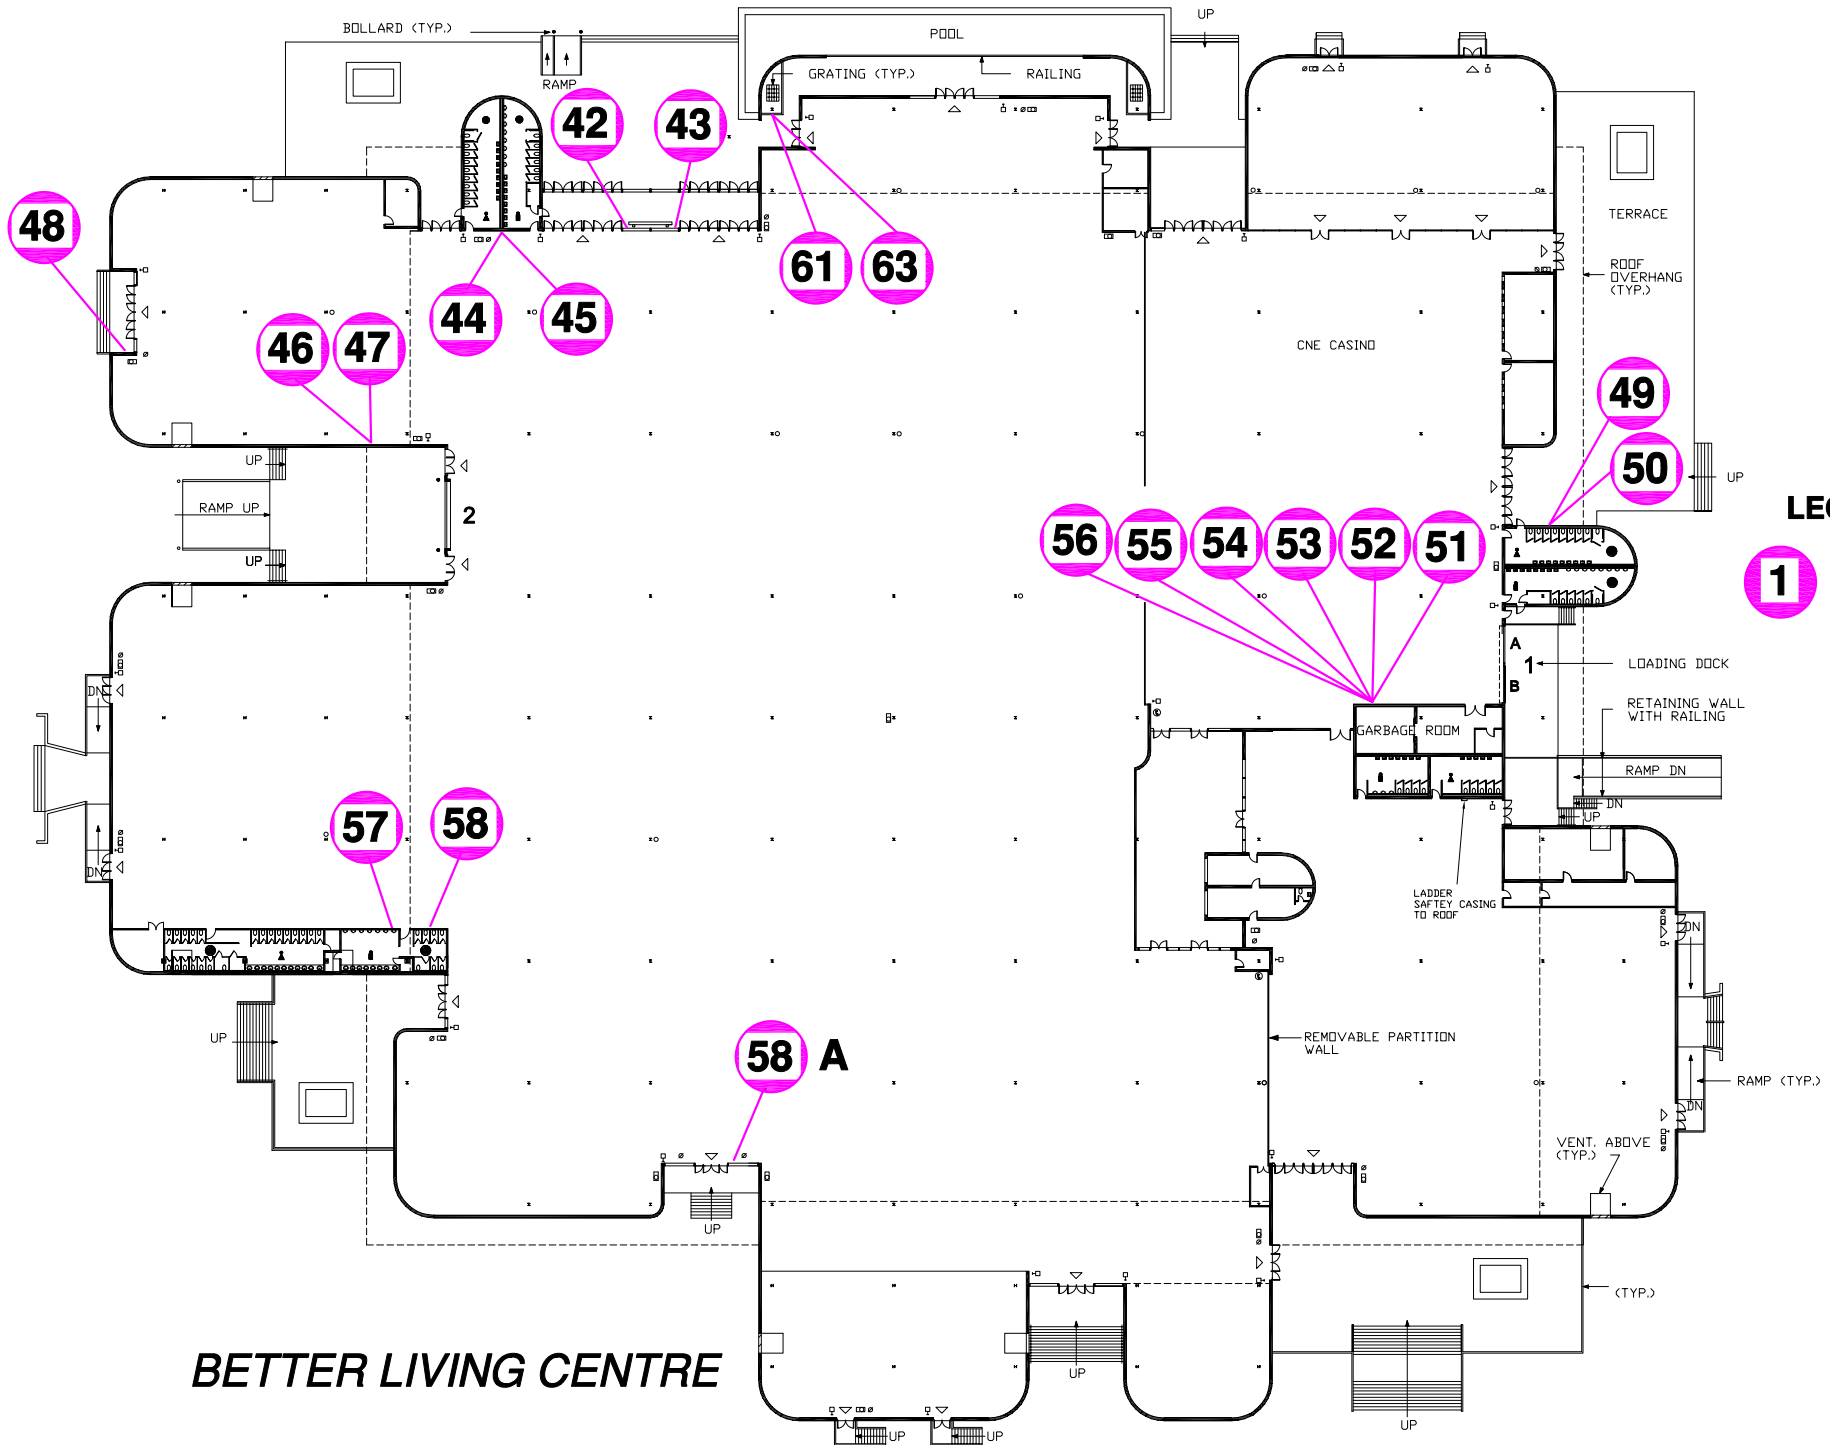 UP
BOLLARD (TYP.)
POOL
GRATING (TYP.)
RAILING
RAMP
42
43
48
TERRACE
61
63
ROOF
OVERHANG
(TYP.)
44
45
46
47
CNE CASINO
49
50
UP
RAMP UP
2
UP
UP
LEG
56
55
54
53
52
51
1
A
1
B
LOADING DOCK
DN
RETAINING WALL
WITH RAILING
GARBAGE ROOM
RAMP DN
DN
UP
57
58
DN
LADDER
SAFTEY CASING
TO ROOF
DN
UP
58 A
REMOVABLE PARTITION
WALL
RAMP (TYP.)
DN
VENT. ABOVE
(TYP.)
UP
(TYP.)
BETTER LIVING CENTRE
UP
UP
UP
UP